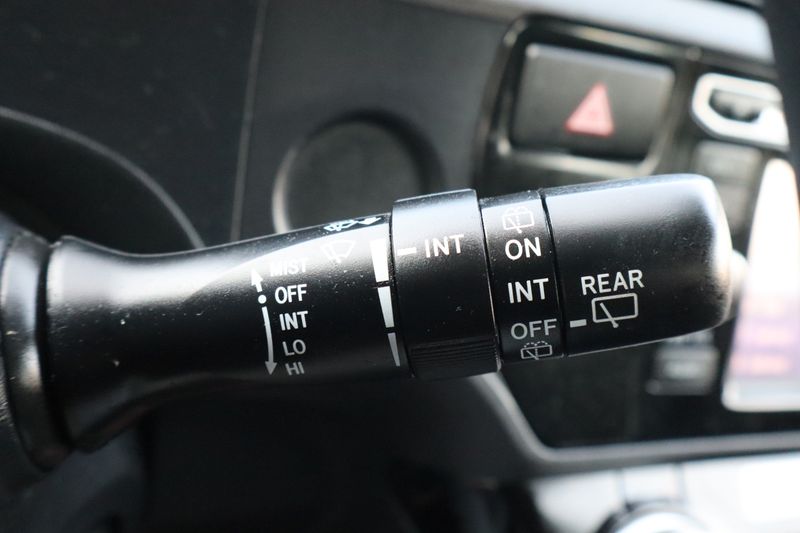 MIST
OFF
INT
LO
HI
INT
ON
INT
OFF
REAR